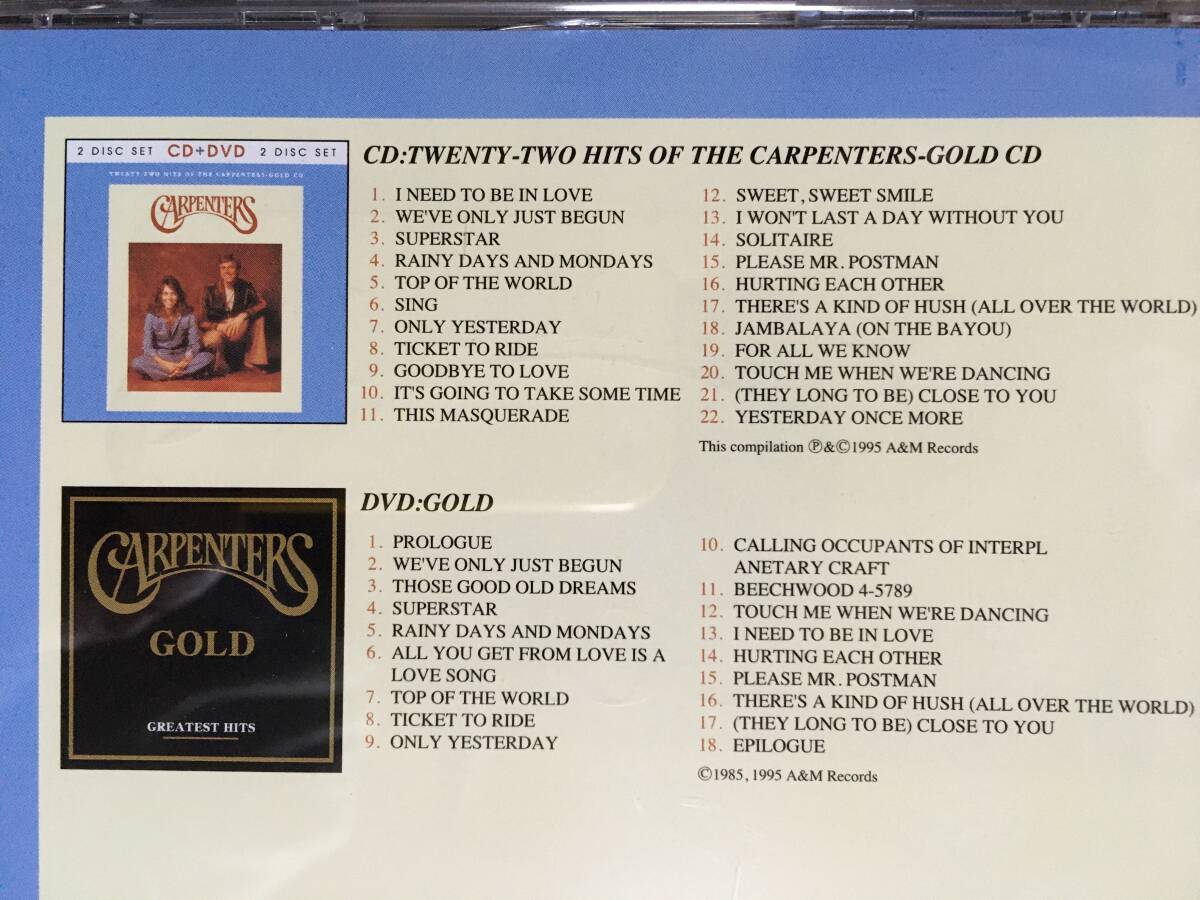 2 DISC SET CD+DVD 2 DISC SET
TWENTY-TWO HITS OF THE CARPENTERS-GOLD CD
CARPENTERS
CD:TWENTY-TWO HITS OF THE CARPENTERS-GOLD CD
1. I NEED TO BE IN LOVE
2. WE'VE ONLY JUST BEGUN
3. SUPERSTAR
4. RAINY DAYS AND MONDAYS
5. TOP OF THE WORLD
6. SING
7. ONLY YESTERDAY
8. TICKET TO RIDE
9. GOODBYE TO LOVE
10. IT'S GOING TO TAKE SOME TIME
11. THIS MASQUERADE
12. SWEET, SWEET SMILE
13. I WON'T LAST A DAY WITHOUT YOU
14. SOLITAIRE
15. PLEASE MR. POSTMAN
16. HURTING EACH OTHER
17. THERE'S A KIND OF HUSH (ALL OVER THE WORLD)
18. JAMBALAYA (ON THE BAYOU)
19. FOR ALL WE KNOW
20. TOUCH ME WHEN WE'RE DANCING
21. (THEY LONG TO BE) CLOSE TO YOU
22. YESTERDAY ONCE MORE
This compilation ℗&©1995 A&M Records
CARPENTERS
GOLD
GREATEST HITS
DVD:GOLD
1. PROLOGUE
2. WE'VE ONLY JUST BEGUN
3. THOSE GOOD OLD DREAMS
4. SUPERSTAR
5. RAINY DAYS AND MONDAYS
6. ALL YOU GET FROM LOVE IS A
LOVE SONG
7. TOP OF THE WORLD
8. TICKET TO RIDE
9. ONLY YESTERDAY
10. CALLING OCCUPANTS OF INTERPL
ANETARY CRAFT
11. BEECHWOOD 4-5789
12. TOUCH ME WHEN WE'RE DANCING
13. I NEED TO BE IN LOVE
14. HURTING EACH OTHER
15. PLEASE MR. POSTMAN
16. THERE'S A KIND OF HUSH (ALL OVER THE WORLD)
17. (THEY LONG TO BE) CLOSE TO YOU
18. EPILOGUE
©1985, 1995 A&M Records